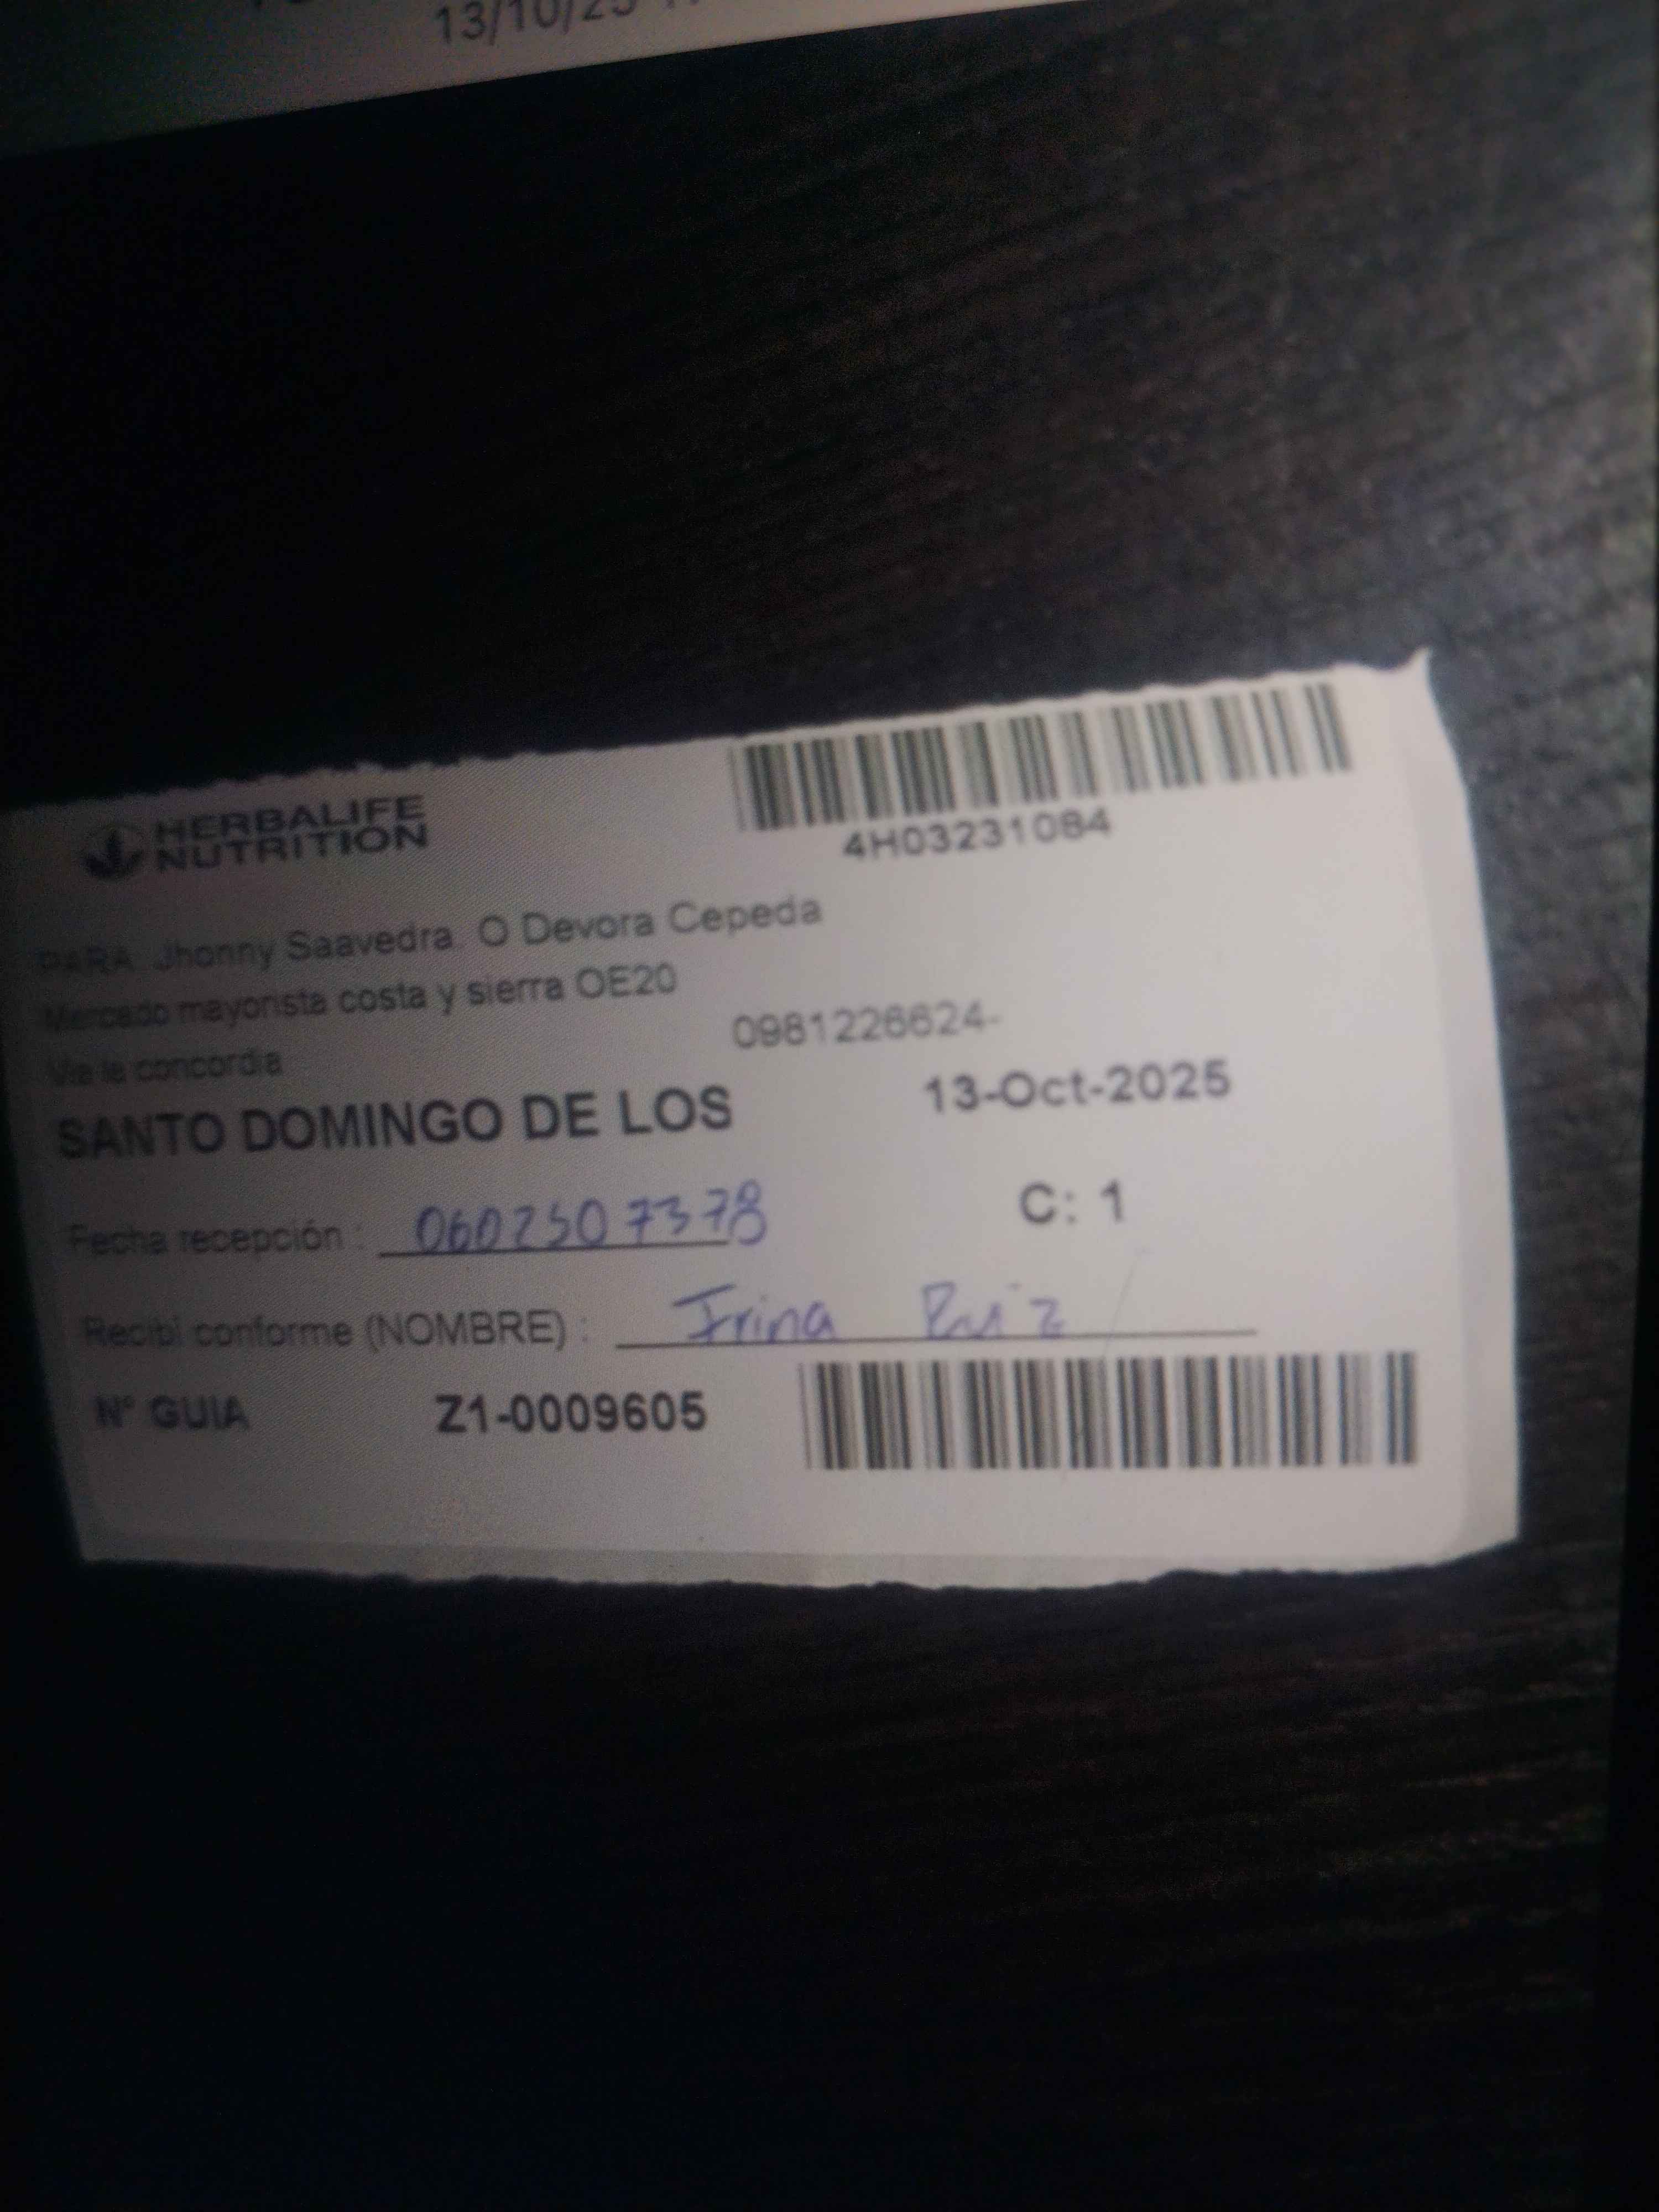 13/10/25
HERBALIFE
NUTRITION
4H03231084
PARA: Jhonny Saavedra. O Devora Cepeda
Mercado mayorista costa y sierra OE20
Via la concordia
0981226624-
SANTO DOMINGO DE LOS
13-Oct-2025
Fecha recepción : 0602507378
C: 1
Recibí conforme (NOMBRE) : Irina Ruiz
N° GUIA Z1-0009605